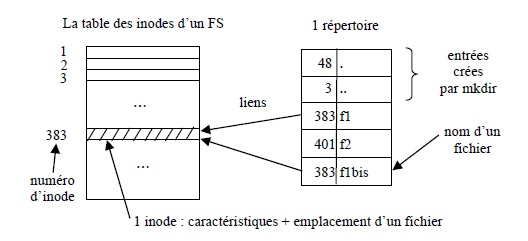 La table des inodes d'un FS
1 répertoire
1
2
3
...
383
...
numéro
d'inode
liens
48 .
3 ..
383 f1
401 f2
383 f1bis
entrées
crées
par mkdir
nom d'un
fichier
1 inode : caractéristiques + emplacement d'un fichier